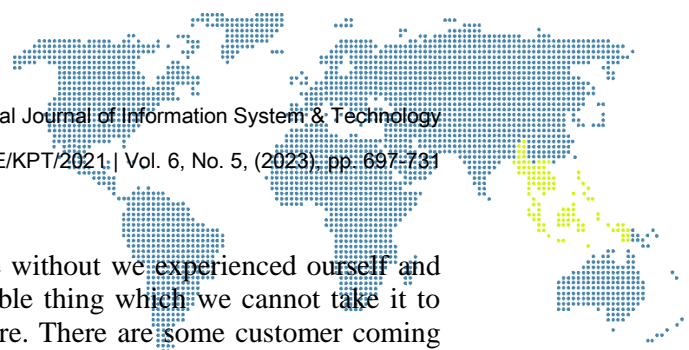 al Journal of Information System & Technology
E/KPT/2021 | Vol. 6, No. 5, (2023), pp. 697-731
without we experienced ourself and
ble thing which we cannot take it to
re. There are some customer coming